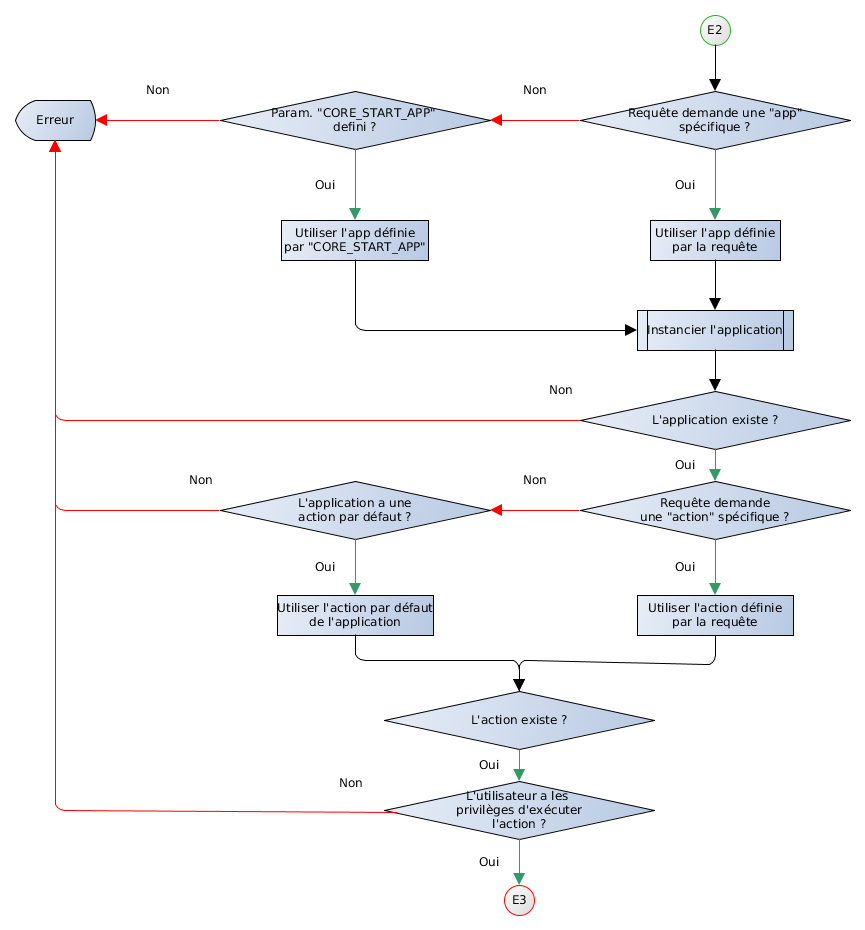 E2
Non
Non
Erreur
Param. "CORE_START_APP"
defini ?
Requête demande une "app"
spécifique ?
Oui
Oui
Utiliser l'app définie
par "CORE_START_APP"
Utiliser l'app définie
par la requête
Instancier l'application
Non
L'application existe ?
Oui
Non
Non
L'application a une
action par défaut ?
Requête demande
une "action" spécifique ?
Oui
Oui
Utiliser l'action par défaut
de l'application
Utiliser l'action définie
par la requête
L'action existe ?
Oui
Non
L'utilisateur a les
privilèges d'exécuter
l'action ?
Oui
E3